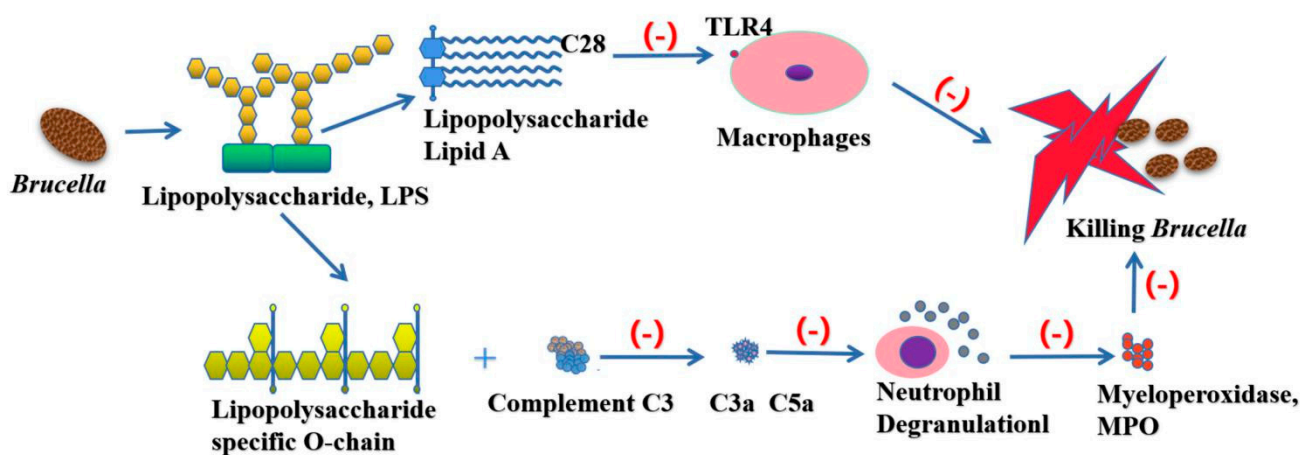 C28
(-)
TLR4
(-)
Brucella
Lipopolysaccharide, LPS
Lipopolysaccharide
Lipid A
Macrophages
Killing Brucella
(-)
+
(-)
(-)
(-)
Lipopolysaccharide
specific O-chain
Complement C3
C3a C5a
Neutrophil
Degranulationl
Myeloperoxidase,
MPO